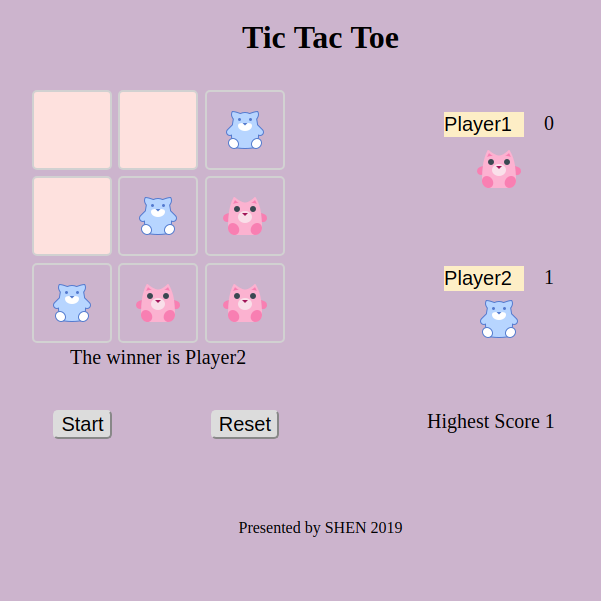 Tic Tac Toe
Player1 0
Player2 1
The winner is Player2
Start Reset
Highest Score 1
Presented by SHEN 2019